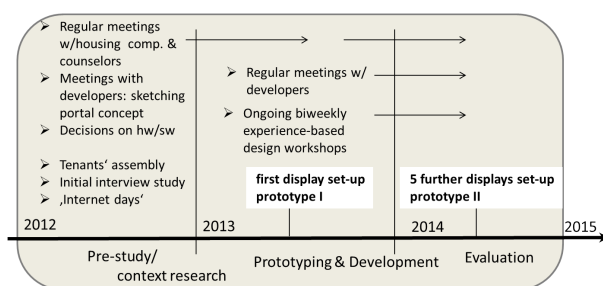 ➢ Regular meetings
w/housing comp. &
counselors
➢ Meetings with
developers: sketching
portal concept
➢ Decisions on hw/sw
➢ Tenants‘ assembly
➢ Initial interview study
➢ ‚Internet days‘
➢ Regular meetings w/
developers
➢ Ongoing biweekly
experience-based
design workshops
first display set-up
prototype I
5 further displays set-up
prototype II
2012
2013
2014
2015
Pre-study/
context research
Prototyping & Development
Evaluation